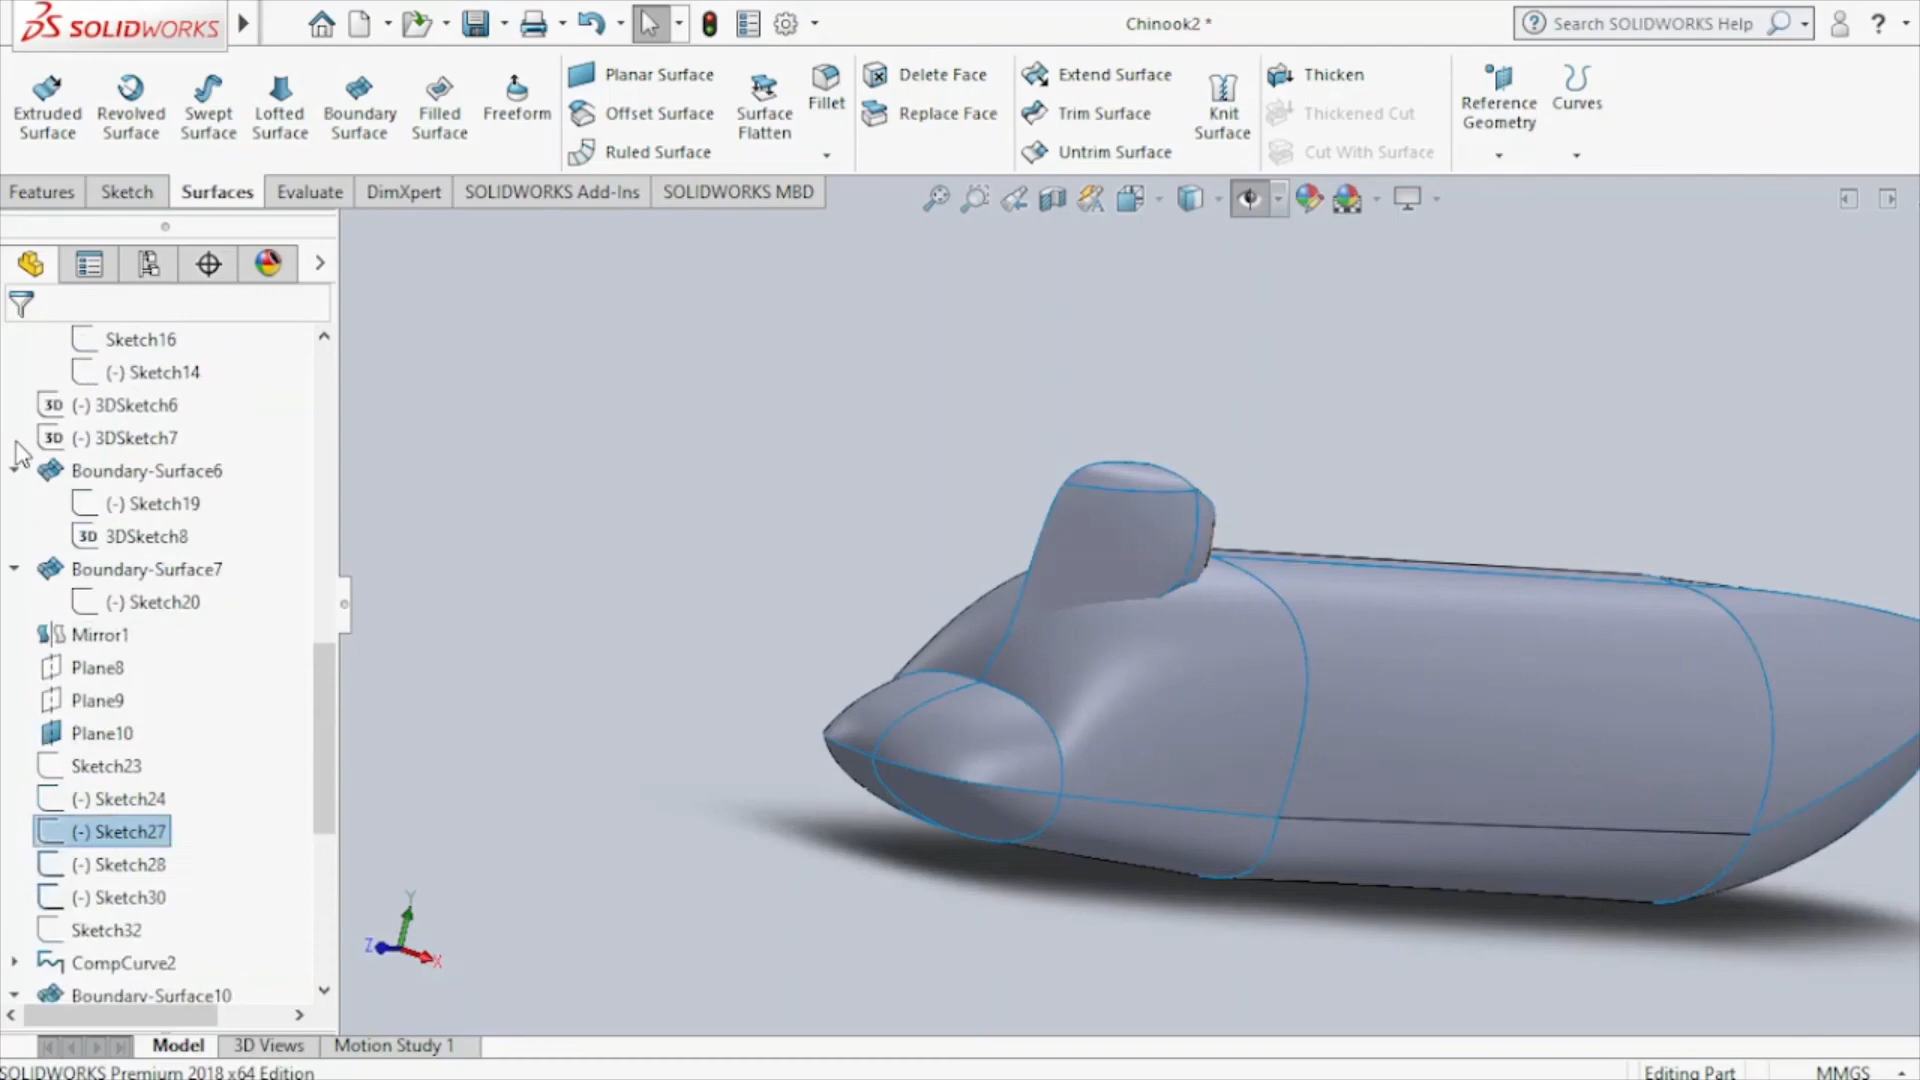 SOLIDWORKS
Chinook2 *
Search SOLIDWORKS Help
?
Extruded Surface
Revolved Surface
Swept Surface
Lofted Surface
Boundary Surface
Filled Surface
Freeform
Planar Surface
Offset Surface
Ruled Surface
Surface Flatten
Fillet
Delete Face
Replace Face
Extend Surface
Trim Surface
Untrim Surface
Knit Surface
Thicken
Thickened Cut
Cut With Surface
Reference Geometry
Curves
Features
Sketch
Surfaces
Evaluate
DimXpert
SOLIDWORKS Add-Ins
SOLIDWORKS MBD
Sketch16
(-) Sketch14
3D (-) 3DSketch6
3D (-) 3DSketch7
Boundary-Surface6
(-) Sketch19
3D 3DSketch8
Boundary-Surface7
(-) Sketch20
Mirror1
Plane8
Plane9
Plane10
Sketch23
(-) Sketch24
(-) Sketch27
(-) Sketch28
(-) Sketch30
Sketch32
CompCurve2
Boundary-Surface10
Y
Z
X
Model
3D Views
Motion Study 1
SOLIDWORKS Premium 2018 x64 Edition
Editing Part
MMGS